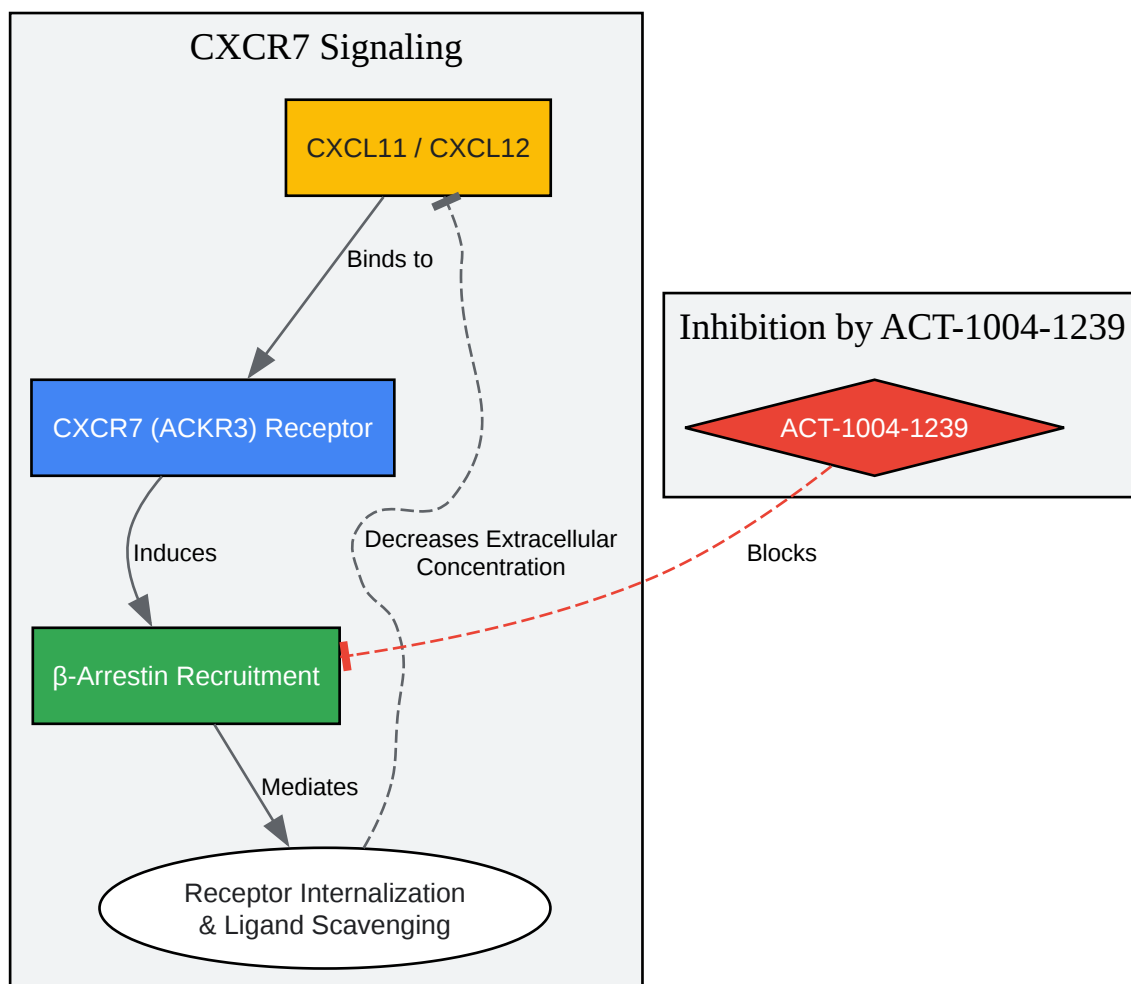 CXCR7 Signaling
CXCL11 / CXCL12
Binds to
Inhibition by ACT-1004-1239
CXCR7 (ACKR3) Receptor
ACT-1004-1239
Induces
Decreases Extracellular
Concentration
Blocks
β-Arrestin Recruitment
Mediates
Receptor Internalization
& Ligand Scavenging